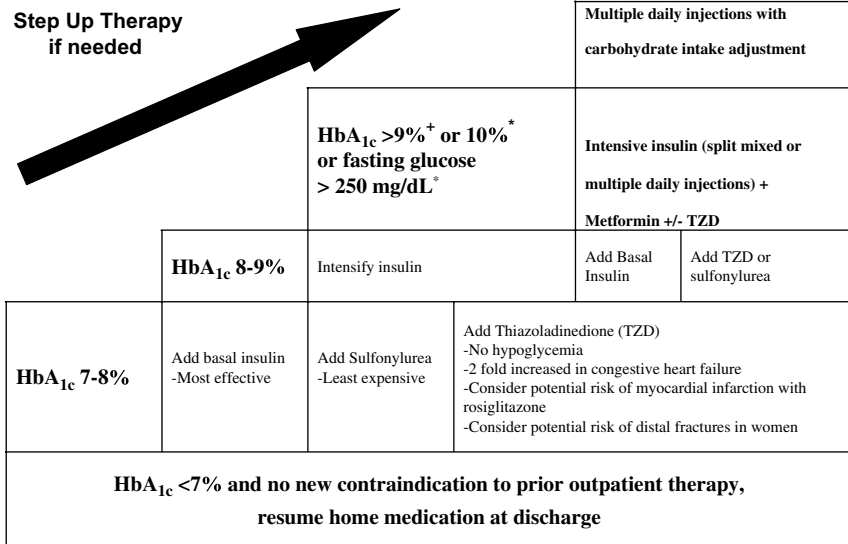 Step Up Therapy
if needed
Multiple daily injections with
carbohydrate intake adjustment
HbA1c >9%+ or 10%*
or fasting glucose
> 250 mg/dL*
Intensive insulin (split mixed or
multiple daily injections) +
Metformin +/- TZD
HbA1c 8-9%
Intensify insulin
Add Basal
Insulin
Add TZD or
sulfonylurea
HbA1c 7-8%
Add basal insulin
-Most effective
Add Sulfonylurea
-Least expensive
Add Thiazoladinedione (TZD)
-No hypoglycemia
-2 fold increased in congestive heart failure
-Consider potential risk of myocardial infarction with
rosiglitazone
-Consider potential risk of distal fractures in women
HbA1c <7% and no new contraindication to prior outpatient therapy,
resume home medication at discharge